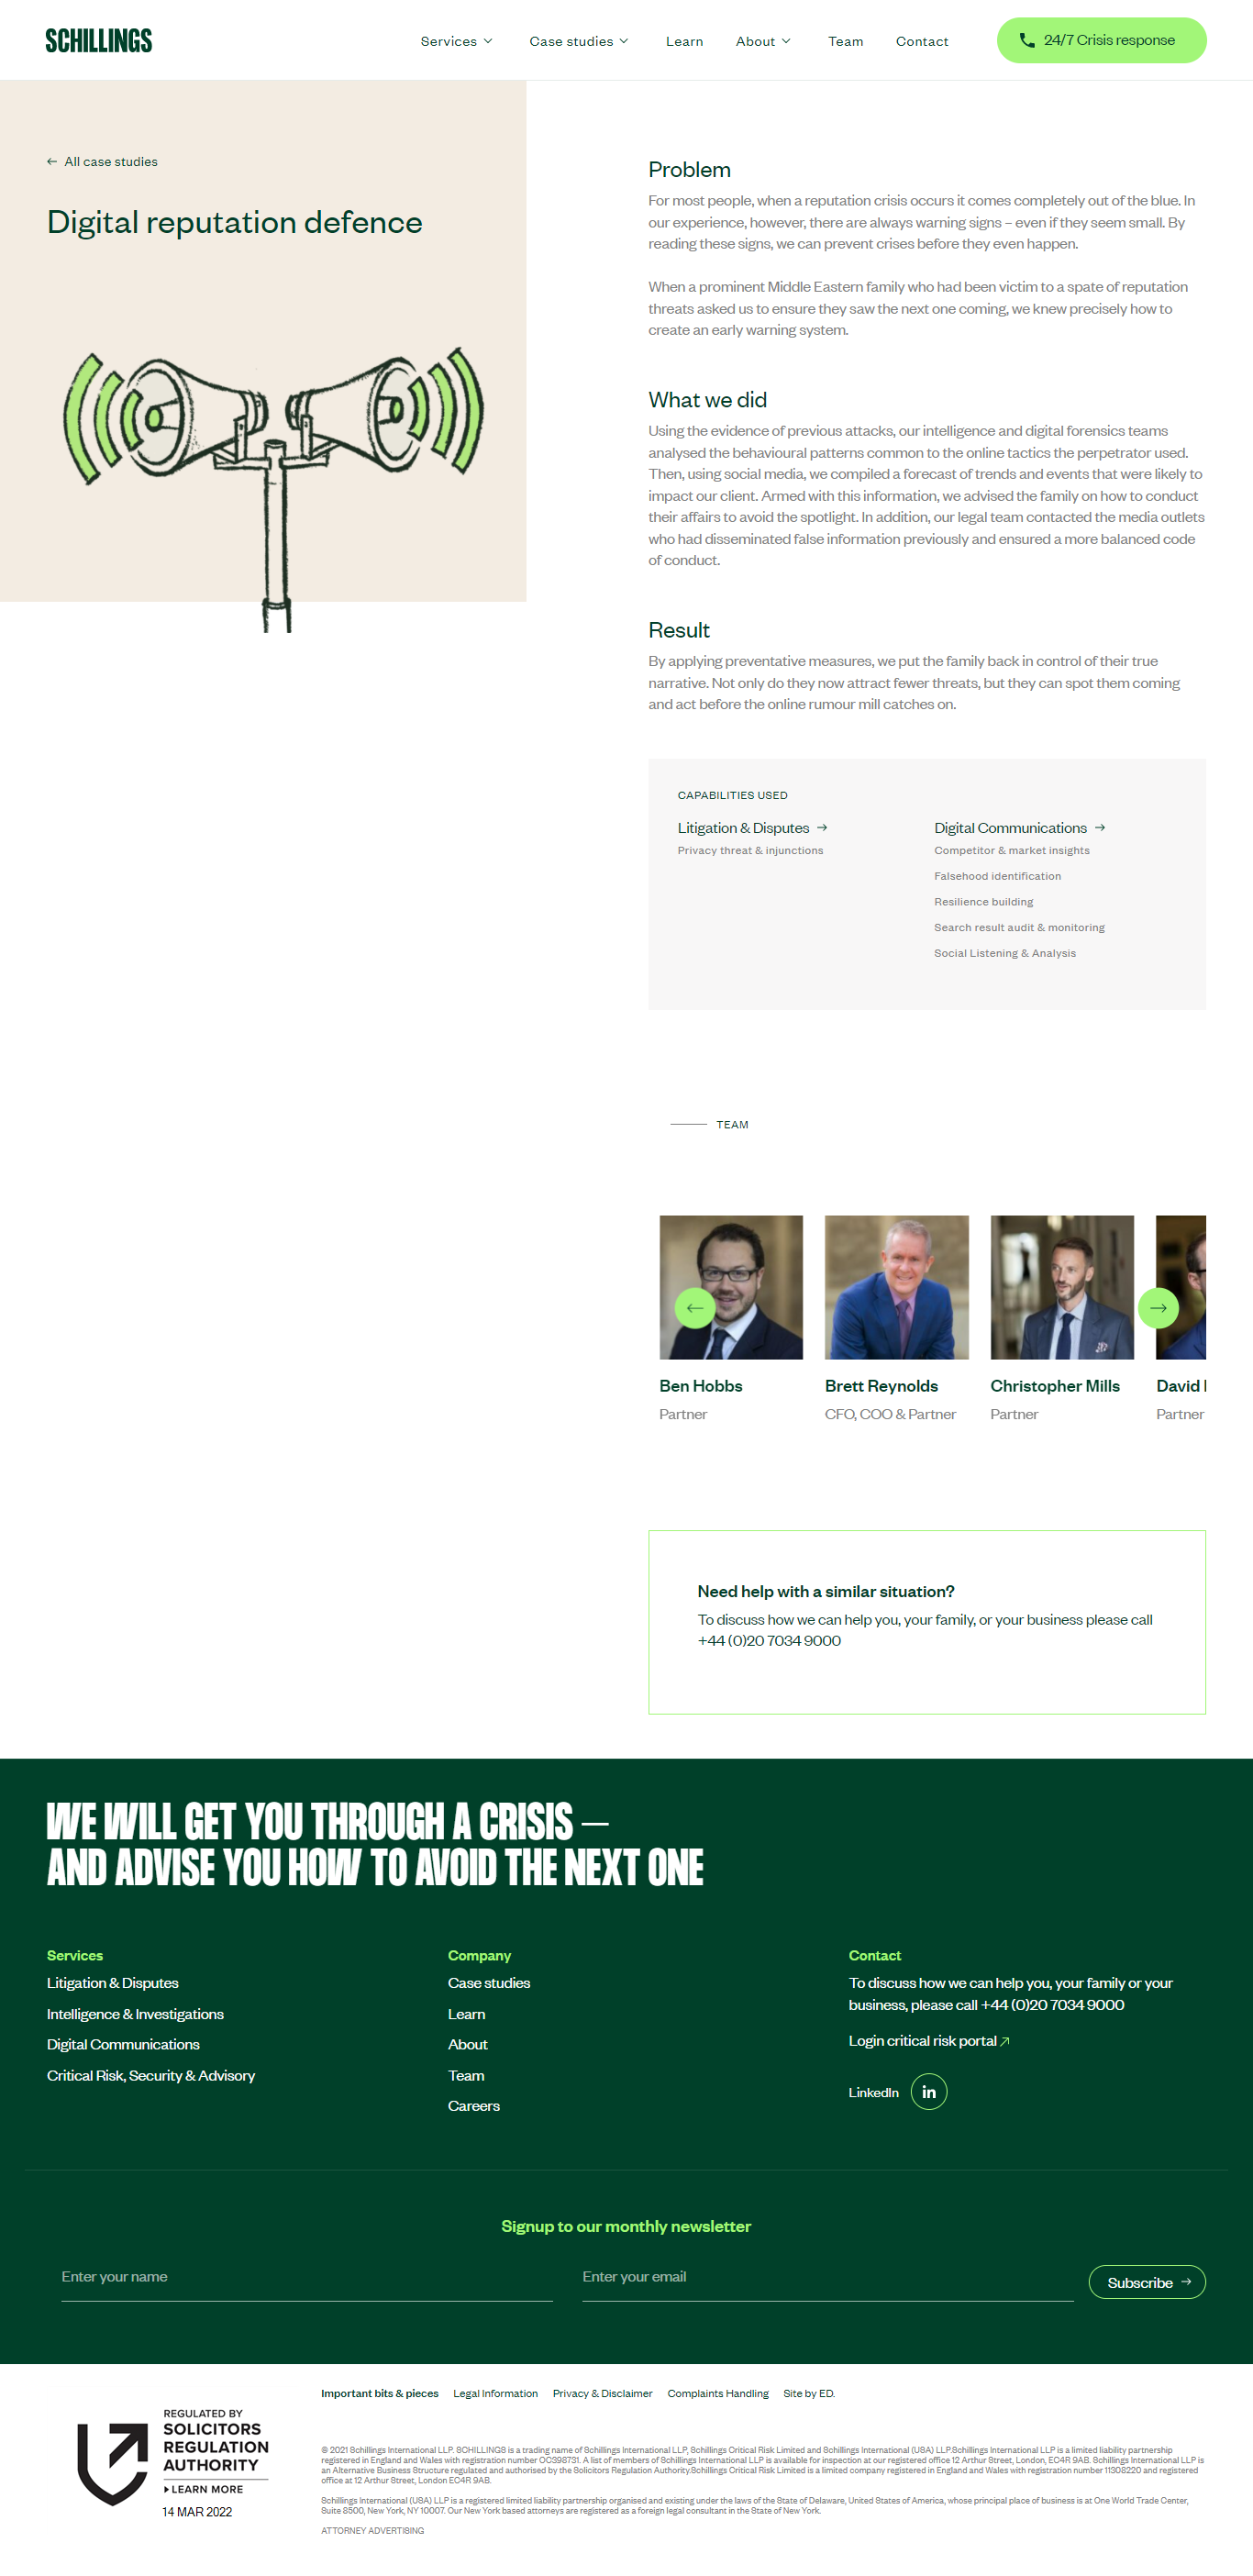 SCHILLINGS
Services
Case studies
Learn
About
Team
Contact
24/7 Crisis response
← All case studies
Digital reputation defence
Problem
For most people, when a reputation crisis occurs it comes completely out of the blue. In
our experience, however, there are always warning signs – even if they seem small. By
reading these signs, we can prevent crises before they even happen.
When a prominent Middle Eastern family who had been victim to a spate of reputation
threats asked us to ensure they saw the next one coming, we knew precisely how to
create an early warning system.
What we did
Using the evidence of previous attacks, our intelligence and digital forensics teams
analysed the behavioural patterns common to the online tactics the perpetrator used.
Then, using social media, we compiled a forecast of trends and events that were likely to
impact our client. Armed with this information, we advised the family on how to conduct
their affairs to avoid the spotlight. In addition, our legal team contacted the media outlets
who had disseminated false information previously and ensured a more balanced code
of conduct.
Result
By applying preventative measures, we put the family back in control of their true
narrative. Not only do they now attract fewer threats, but they can spot them coming
and act before the online rumour mill catches on.
CAPABILITIES USED
Litigation & Disputes →
Privacy threat & injunctions
Digital Communications →
Competitor & market insights
Falsehood identification
Resilience building
Search result audit & monitoring
Social Listening & Analysis
TEAM
Ben Hobbs
Partner
Brett Reynolds
CFO, COO & Partner
Christopher Mills
Partner
David
Partner
Need help with a similar situation?
To discuss how we can help you, your family, or your business please call
+44 (0)20 7034 9000
WE WILL GET YOU THROUGH A CRISIS —
AND ADVISE YOU HOW TO AVOID THE NEXT ONE
Services
Litigation & Disputes
Intelligence & Investigations
Digital Communications
Critical Risk, Security & Advisory
Company
Case studies
Learn
About
Team
Careers
Contact
To discuss how we can help you, your family or your
business, please call +44 (0)20 7034 9000
Login critical risk portal
LinkedIn in
Signup to our monthly newsletter
Enter your name
Enter your email
Subscribe →
REGULATED BY
SOLICITORS
REGULATION
AUTHORITY
LEARN MORE
14 MAR 2022
Important bits & pieces Legal Information Privacy & Disclaimer Complaints Handling Site by ED.
© 2021 Schillings International LLP. SCHILLINGS is a trading name of Schillings International LLP, Schillings Critical Risk Limited and Schillings International (USA) LLP.Schillings International LLP is a limited liability partnership
registered in England and Wales with registration number OC398731. A list of members of Schillings International LLP is available for inspection at our registered office 12 Arthur Street, London, EC4R 9AB. Schillings International LLP is
an Alternative Business Structure regulated and authorised by the Solicitors Regulation Authority.Schillings Critical Risk Limited is a limited company registered in England and Wales with registration number 11308220 and registered
office at 12 Arthur Street, London EC4R 9AB.
Schillings International (USA) LLP is a registered limited liability partnership organised and existing under the laws of the State of Delaware, United States of America, whose principal place of business is at One World Trade Center,
Suite 8500, New York, NY 10007. Our New York based attorneys are registered as a foreign legal consultant in the State of New York.
ATTORNEY ADVERTISING